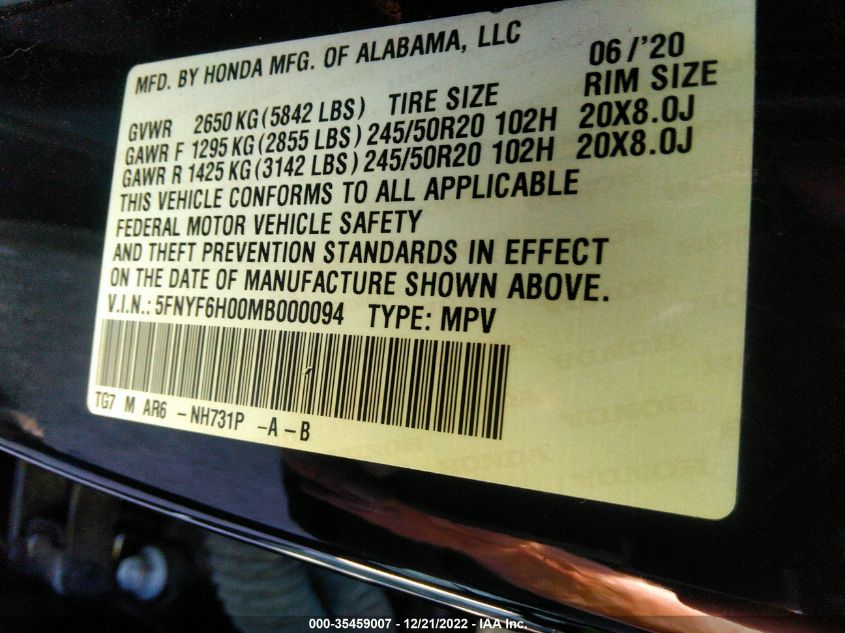 MFD. BY HONDA MFG. OF ALABAMA, LLC 06/'20
GVWR 2650 KG (5842 LBS) TIRE SIZE RIM SIZE
GAWR F 1295 KG (2855 LBS) 245/50R20 102H 20X8.0J
GAWR R 1425 KG (3142 LBS) 245/50R20 102H 20X8.0J
THIS VEHICLE CONFORMS TO ALL APPLICABLE
FEDERAL MOTOR VEHICLE SAFETY
AND THEFT PREVENTION STANDARDS IN EFFECT
ON THE DATE OF MANUFACTURE SHOWN ABOVE.
V.I.N.: 5FNYF6H00MB000094 TYPE: MPV
TG7 M AR6 - NH731P - A - B
000-35459007 - 12/21/2022 - IAA Inc.